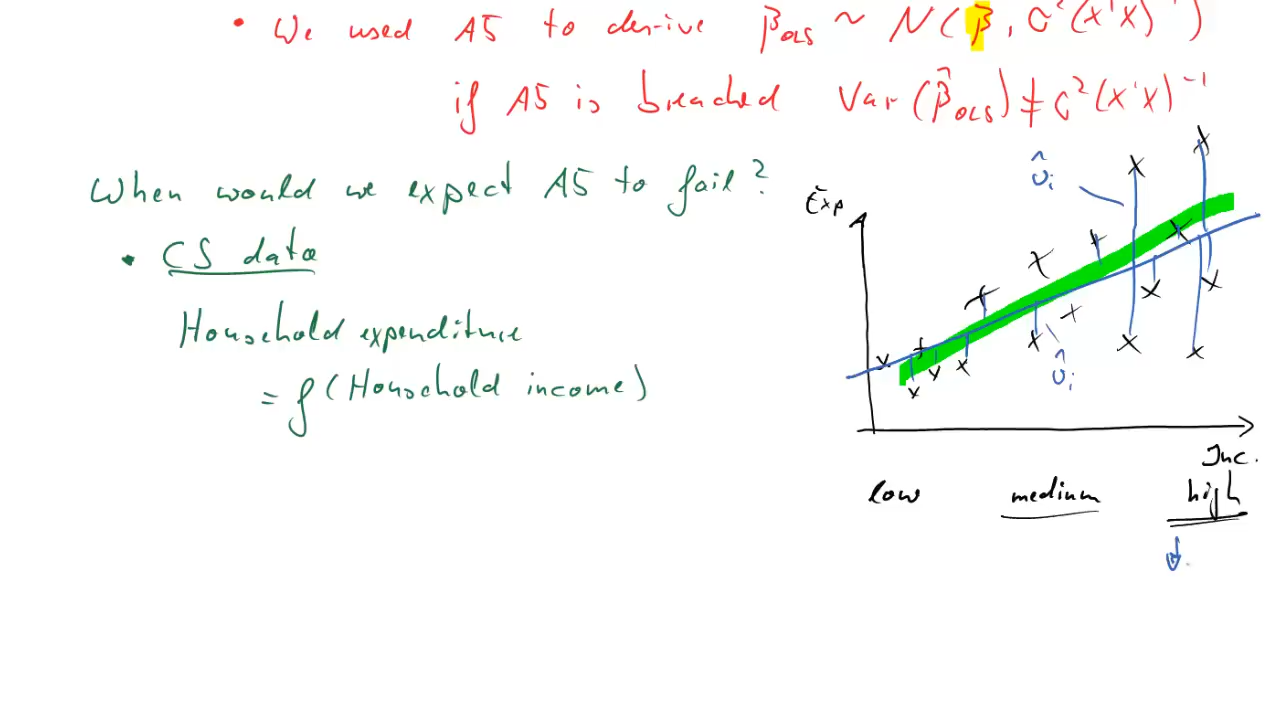 • We used A5 to derive β̂OLS ~ N(β, σ²(X'X)⁻¹)
if A5 is breached Var(β̂OLS) ≠ σ²(X'X)⁻¹
When would we expect A5 to fail?
• CS data
Household expenditure
= f(Household income)
Exp
ûi
ûi
Inc.
low medium high